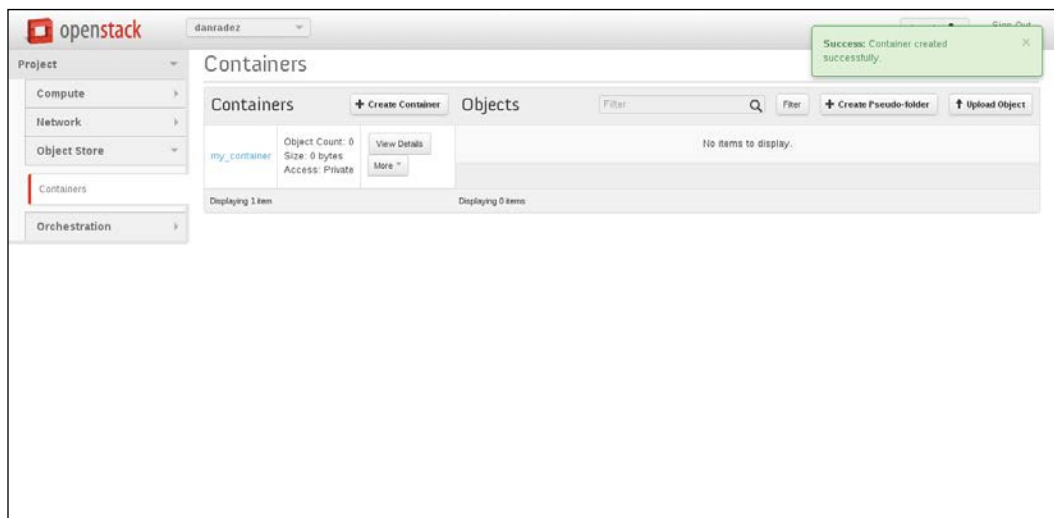 openstack
danradez
Sign Out
Success: Container created
successfully.
×
Project
Compute
Network
Object Store
Containers
Orchestration
Containers
Containers
+ Create Container
my_container
Object Count: 0
Size: 0 bytes
Access: Private
View Details
More
Displaying 1 item
Objects
Filter
Filter
+ Create Pseudo-folder
Upload Object
No items to display.
Displaying 0 items